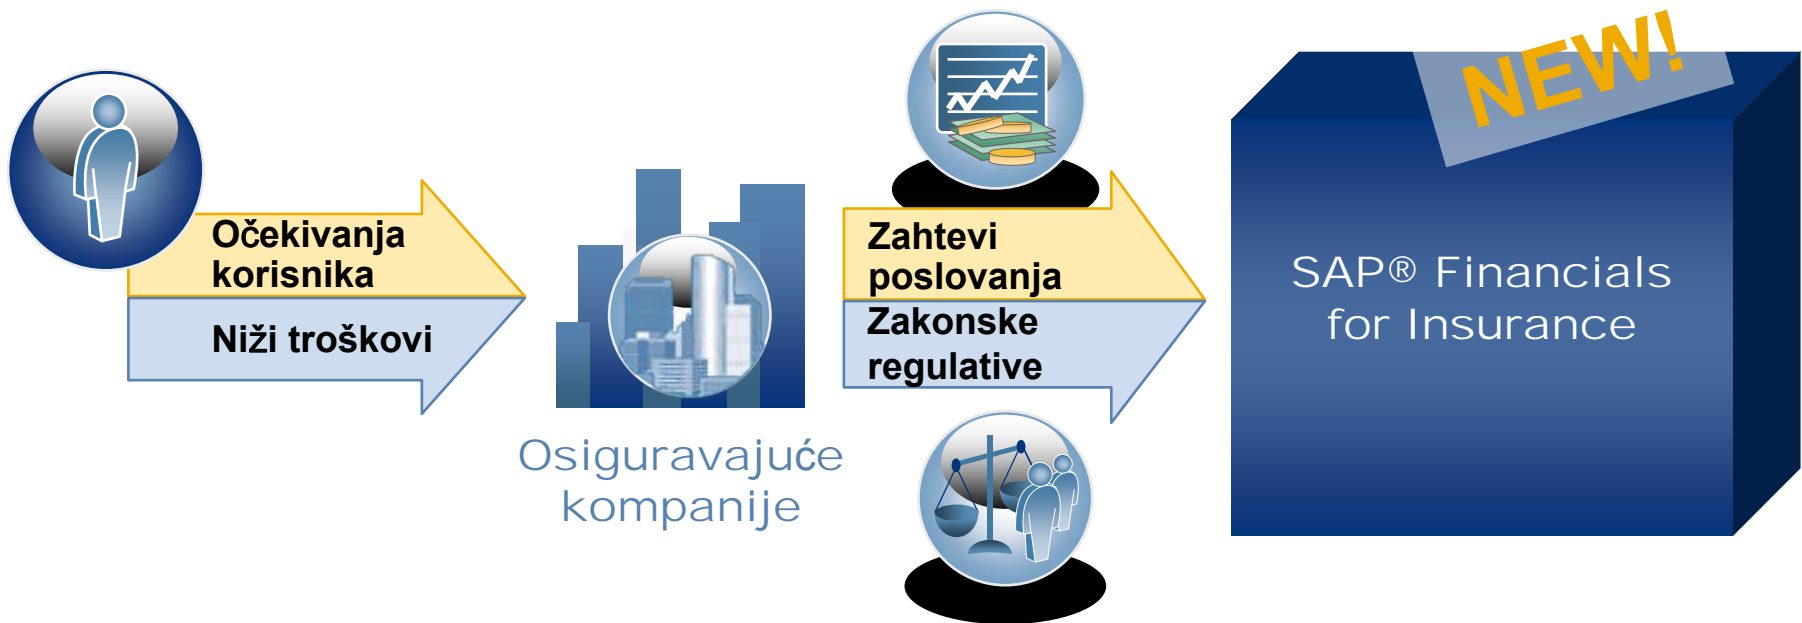 Očekivanja
korisnika
Niži troškovi
Osiguravajuće
kompanije
Zahtevi
poslovanja
Zakonske
regulative
NEW!
SAP® Financials
for Insurance